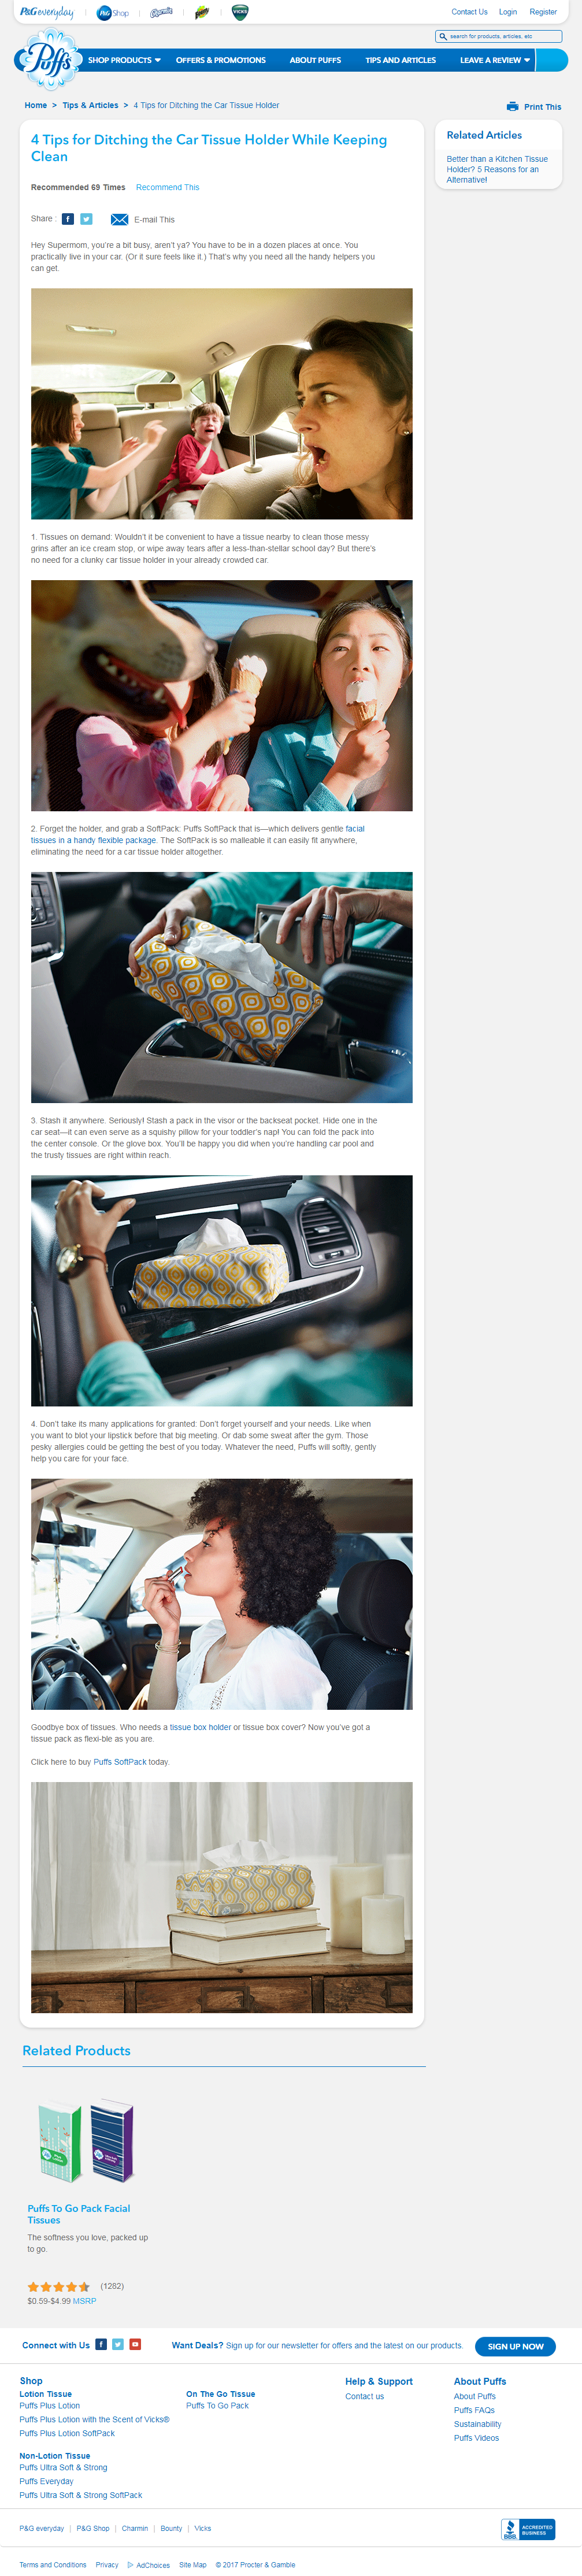 P&G everyday
P&G Shop
Charmin
VICKS
Contact Us Login Register
search for products, articles, etc
Puffs
SHOP PRODUCTS OFFERS & PROMOTIONS ABOUT PUFFS TIPS AND ARTICLES LEAVE A REVIEW
Home > Tips & Articles > 4 Tips for Ditching the Car Tissue Holder
Print This
4 Tips for Ditching the Car Tissue Holder While Keeping
Clean
Recommended 69 Times Recommend This
Share : E-mail This
Hey Supermom, you're a bit busy, aren't ya? You have to be in a dozen places at once. You
practically live in your car. (Or it sure feels like it.) That's why you need all the handy helpers you
can get.
1. Tissues on demand: Wouldn't it be convenient to have a tissue nearby to clean those messy
grins after an ice cream stop, or wipe away tears after a less-than-stellar school day? But there's
no need for a clunky car tissue holder in your already crowded car.
2. Forget the holder, and grab a SoftPack: Puffs SoftPack that is—which delivers gentle facial
tissues in a handy flexible package. The SoftPack is so malleable it can easily fit anywhere,
eliminating the need for a car tissue holder altogether.
3. Stash it anywhere. Seriously! Stash a pack in the visor or the backseat pocket. Hide one in the
car seat—it can even serve as a squishy pillow for your toddler's nap! You can fold the pack into
the center console. Or the glove box. You'll be happy you did when you're handling car pool and
the trusty tissues are right within reach.
4. Don't take its many applications for granted: Don't forget yourself and your needs. Like when
you want to blot your lipstick before that big meeting. Or dab some sweat after the gym. Those
pesky allergies could be getting the best of you today. Whatever the need, Puffs will softly, gently
help you care for your face.
Goodbye box of tissues. Who needs a tissue box holder or tissue box cover? Now you've got a
tissue pack as flexi-ble as you are.
Click here to buy Puffs SoftPack today.
Related Articles
Better than a Kitchen Tissue
Holder? 5 Reasons for an
Alternative!
Related Products
Puffs To Go Pack Facial
Tissues
The softness you love, packed up
to go.
(1282)
$0.59-$4.99 MSRP
Connect with Us
Want Deals? Sign up for our newsletter for offers and the latest on our products.
SIGN UP NOW
Shop
Lotion Tissue
Puffs Plus Lotion
Puffs Plus Lotion with the Scent of Vicks®
Puffs Plus Lotion SoftPack
Non-Lotion Tissue
Puffs Ultra Soft & Strong
Puffs Everyday
Puffs Ultra Soft & Strong SoftPack
On The Go Tissue
Puffs To Go Pack
Help & Support
Contact us
About Puffs
About Puffs
Puffs FAQs
Sustainability
Puffs Videos
P&G everyday | P&G Shop | Charmin | Bounty | Vicks
BBB. ACCREDITED
BUSINESS
Terms and Conditions Privacy AdChoices Site Map © 2017 Procter & Gamble